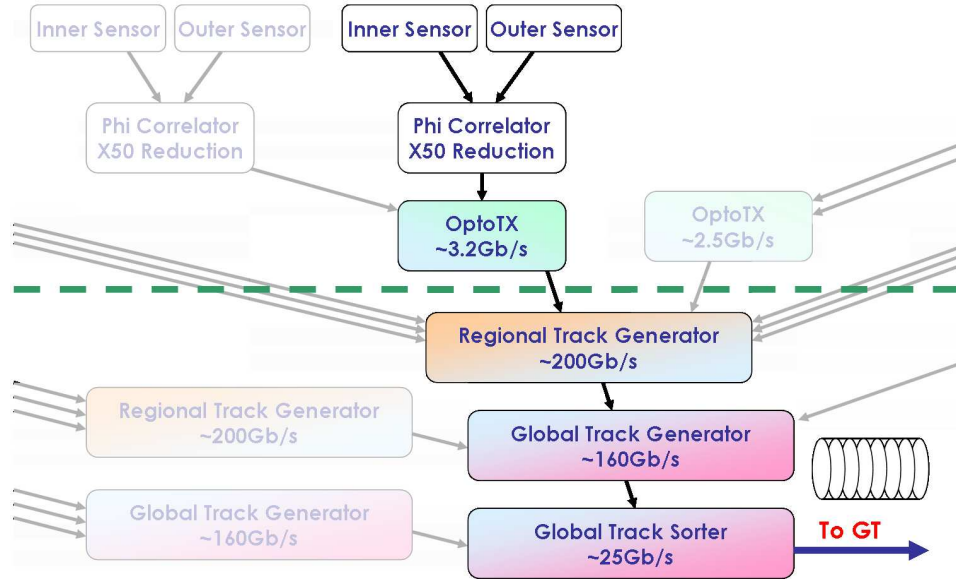 Inner Sensor
Outer Sensor
Inner Sensor
Outer Sensor
Phi Correlator
X50 Reduction
Phi Correlator
X50 Reduction
OptoTX
~3.2Gb/s
OptoTX
~2.5Gb/s
Regional Track Generator
~200Gb/s
Regional Track Generator
~200Gb/s
Global Track Generator
~160Gb/s
Global Track Generator
~160Gb/s
Global Track Sorter
~25Gb/s
To GT